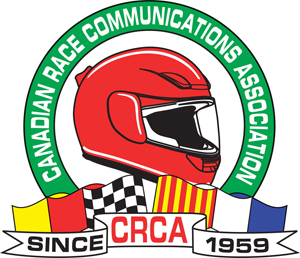 CANADIAN RACE COMMUNICATIONS ASSOCIATION
SINCE CRCA 1959